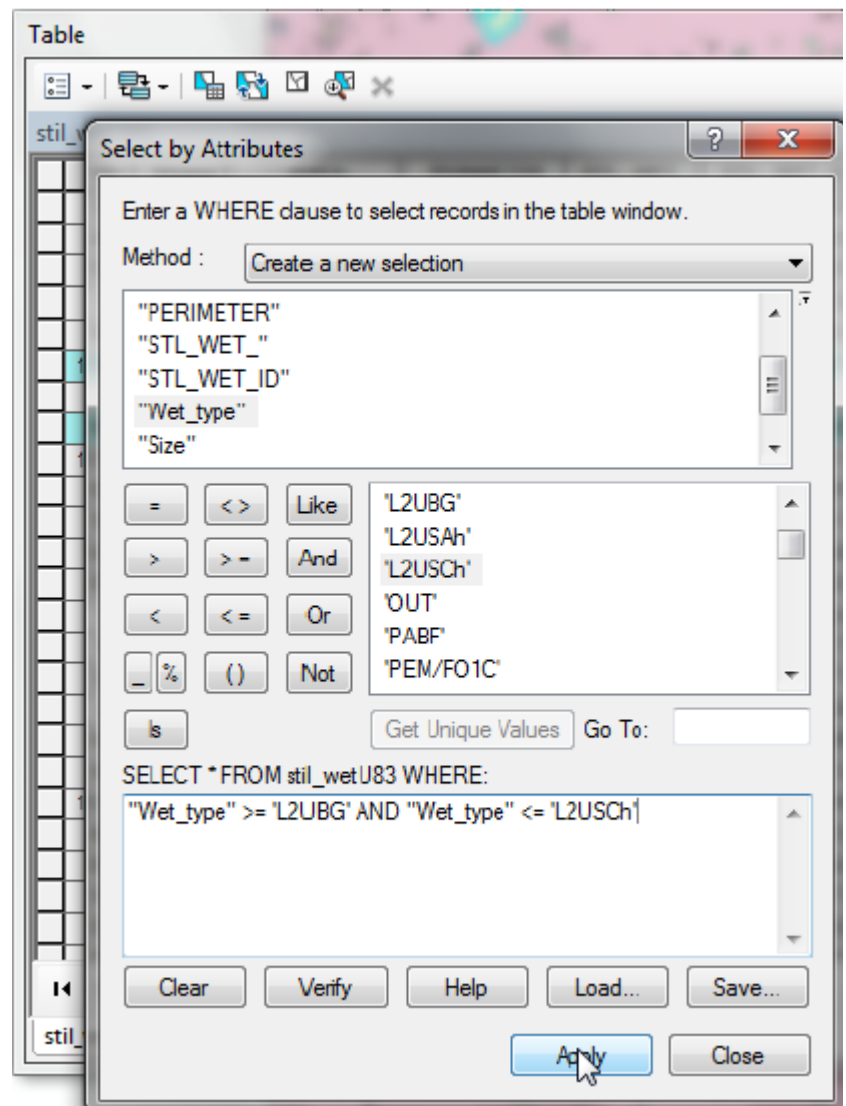 Table
stil_w
Select by Attributes
Enter a WHERE clause to select records in the table window.
Method : Create a new selection
"PERIMETER"
"STL_WET_"
"STL_WET_ID"
"Wet_type"
"Size"
= < > Like
> > = And
< < = Or
_ % ( ) Not
Is
'L2UBG'
'L2USAh'
'L2USCh'
'OUT'
'PABF'
'PEM/FO1C'
Get Unique Values Go To:
SELECT * FROM stil_wetU83 WHERE:
"Wet_type" >= 'L2UBG' AND "Wet_type" <= 'L2USCh'
Clear Verify Help Load... Save...
stil_
Apply Close